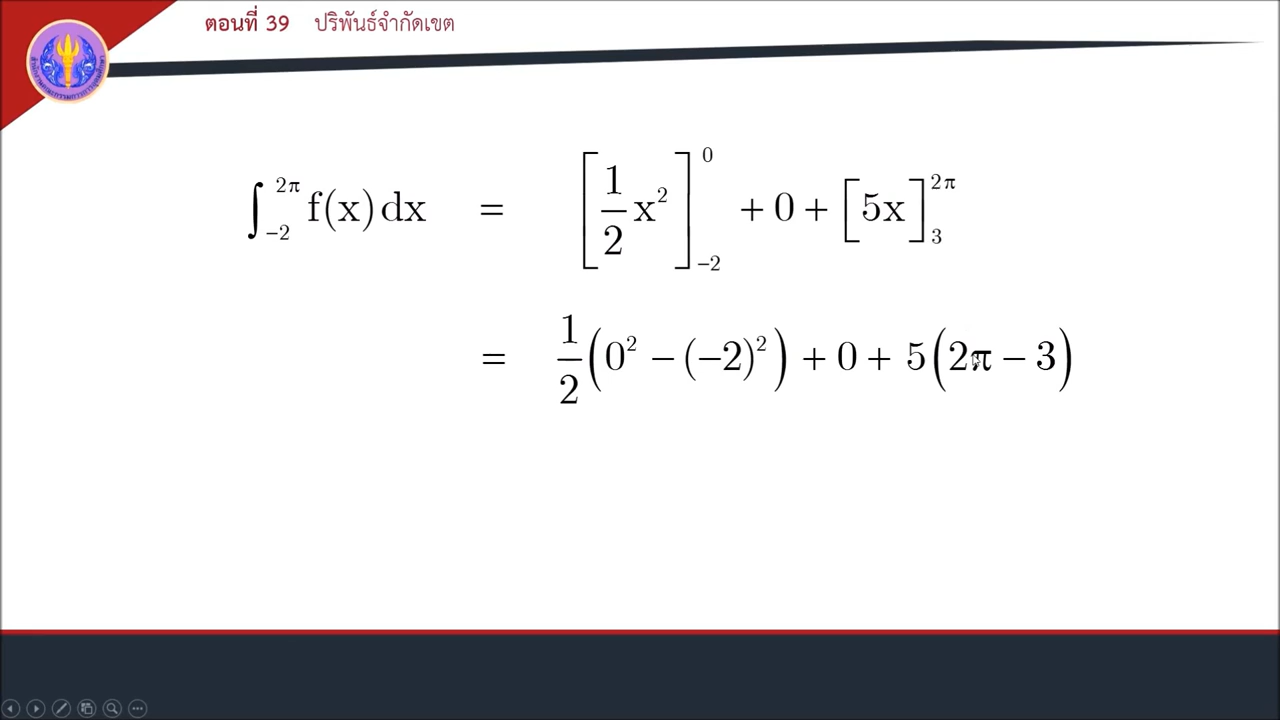 ตอนที่ 39 ปริพันธ์จำกัดเขต
∫₋₂^{2π} f(x) dx = [1/2 x²]₋₂^0 + 0 + [5x]₃^{2π}
= 1/2 (0² − (−2)²) + 0 + 5(2π − 3)